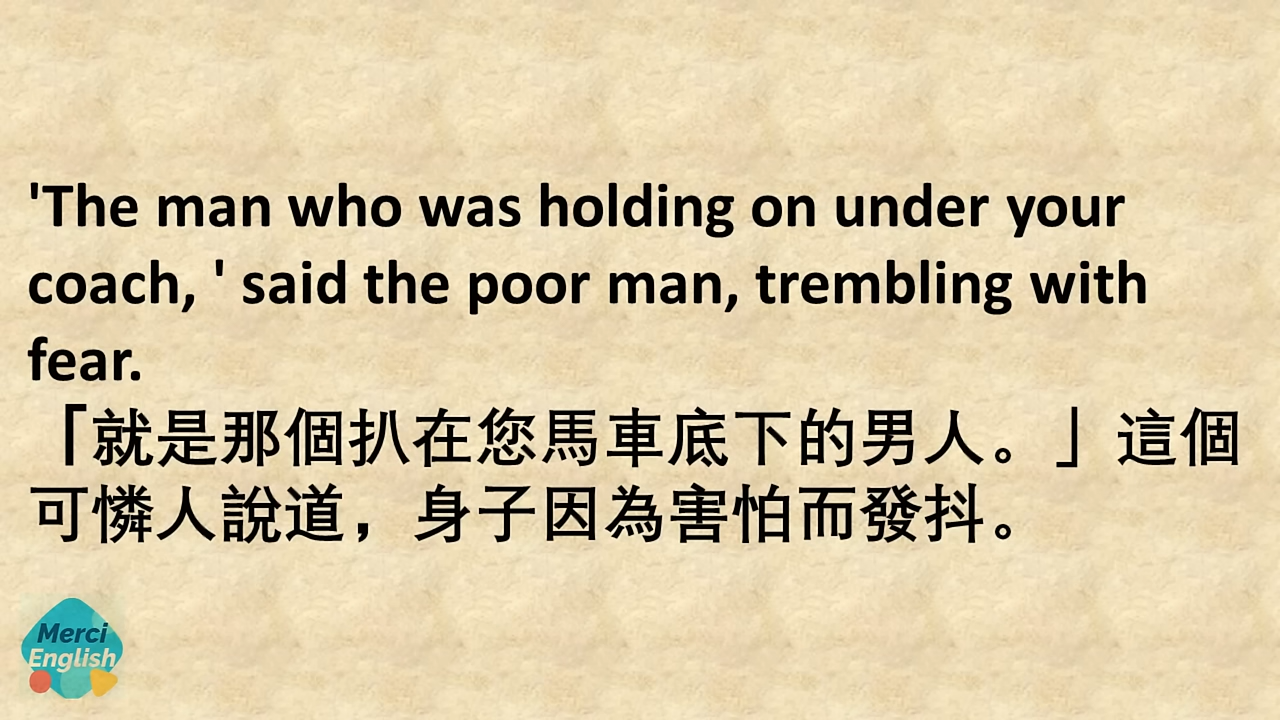 'The man who was holding on under your
coach, ' said the poor man, trembling with
fear.
「就是那個扒在您馬車底下的男人。」這個
可憐人說道，身子因為害怕而發抖。
Merci
English